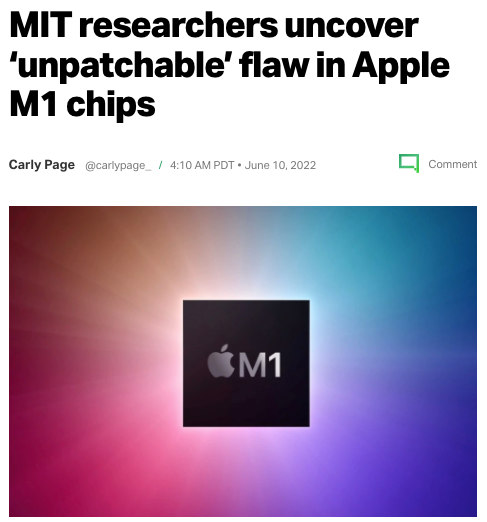 MIT researchers uncover
‘unpatchable’ flaw in Apple
M1 chips
Carly Page @carlypage_ / 4:10 AM PDT • June 10, 2022 Comment
M1